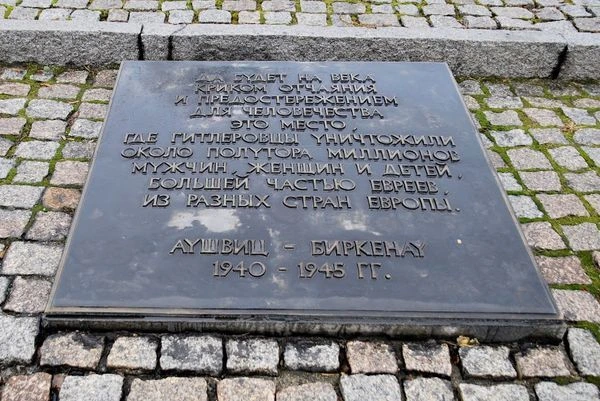 ДА БУДЕТ НА ВЕКА
КРИКОМ ОТЧАЯНИЯ
И ПРЕДОСТЕРЕЖЕНИЕМ
ДЛЯ ЧЕЛОВЕЧЕСТВА
ЭТО МЕСТО,
ГДЕ ГИТЛЕРОВЦЫ УНИЧТОЖИЛИ
ОКОЛО ПОЛУТОРА МИЛЛИОНОВ
МУЖЧИН, ЖЕНЩИН И ДЕТЕЙ,
БОЛЬШЕЙ ЧАСТЬЮ ЕВРЕЕВ,
ИЗ РАЗНЫХ СТРАН ЕВРОПЫ.
АУШВИЦ - БИРКЕНАУ
1940 - 1945 ГГ.